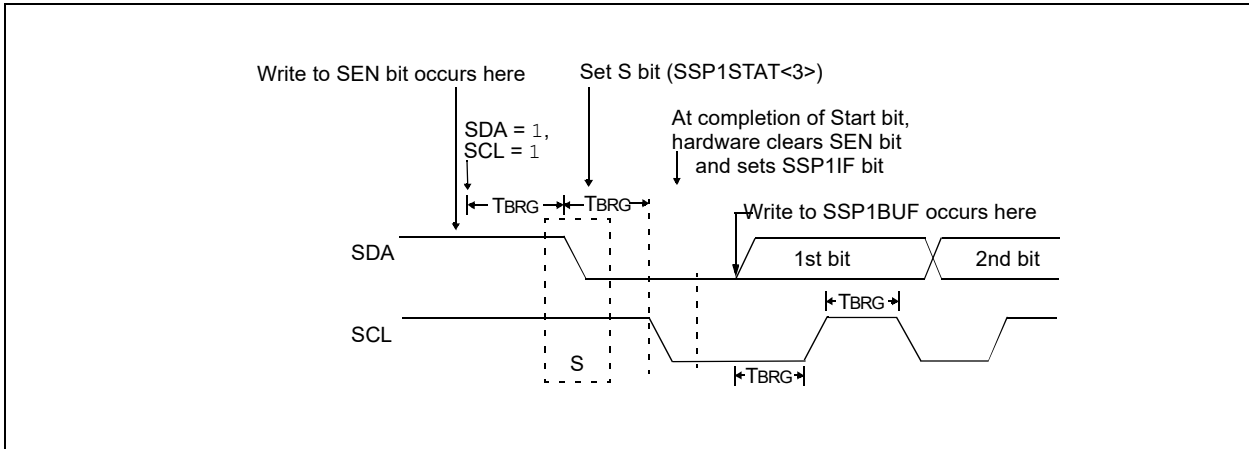 Write to SEN bit occurs here
Set S bit (SSP1STAT<3>)
SDA = 1,
SCL = 1
At completion of Start bit,
hardware clears SEN bit
and sets SSP1IF bit
TBRG
TBRG
Write to SSP1BUF occurs here
SDA
1st bit
2nd bit
TBRG
SCL
S
TBRG